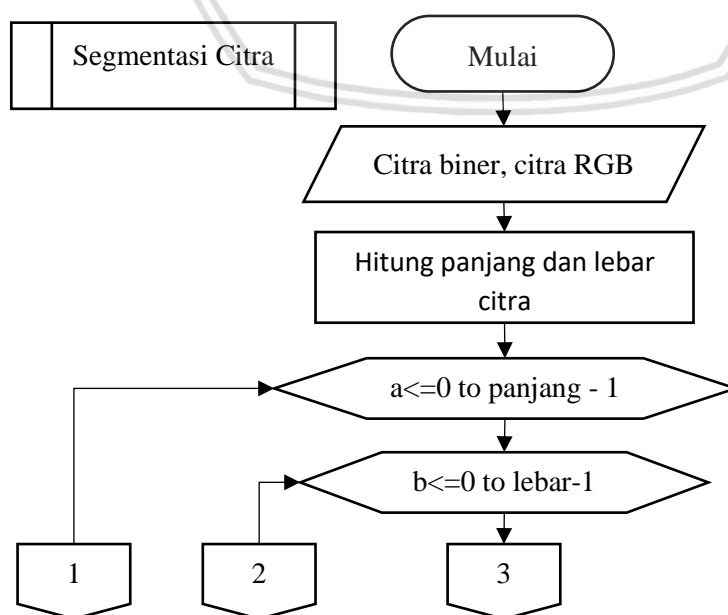 Segmentasi Citra
Mulai
Citra biner, citra RGB
Hitung panjang dan lebar
citra
a<=0 to panjang - 1
b<=0 to lebar-1
1
2
3